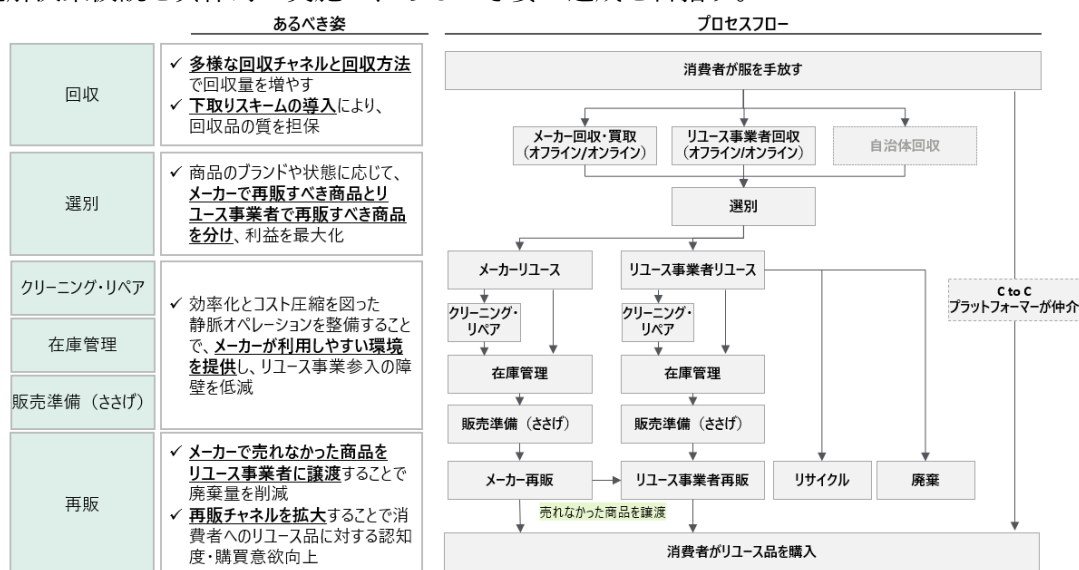 あるべき姿
プロセスフロー
回収
✓ 多様な回収チャネルと回収方法
で回収量を増やす
✓ 下取りスキームの導入により、
回収品の質を担保
選別
✓ 商品のブランドや状態に応じて、
メーカーで再販すべき商品とリ
ユース事業者で再販すべき商品
を分け、利益を最大化
クリーニング・リペア
在庫管理
販売準備（ささげ）
✓ 効率化とコスト圧縮を図った
静脈オペレーションを整備すること
で、メーカーが利用しやすい環境
を提供し、リユース事業参入の障
壁を低減
再販
✓ メーカーで売れなかった商品を
リユース事業者に譲渡することで
廃棄量を削減
✓ 再販チャネルを拡大することで消
費者へのリユース品に対する認知
度・購買意欲向上
消費者が服を手放す
メーカー回収・買取
（オフライン/オンライン）
リユース事業者回収
（オフライン/オンライン）
自治体回収
選別
メーカーリユース
リユース事業者リユース
クリーニング・
リペア
クリーニング・
リペア
C to C
プラットフォーマーが仲介
在庫管理
在庫管理
販売準備（ささげ）
販売準備（ささげ）
メーカー再販
リユース事業者再販
リサイクル
廃棄
売れなかった商品を譲渡
消費者がリユース品を購入